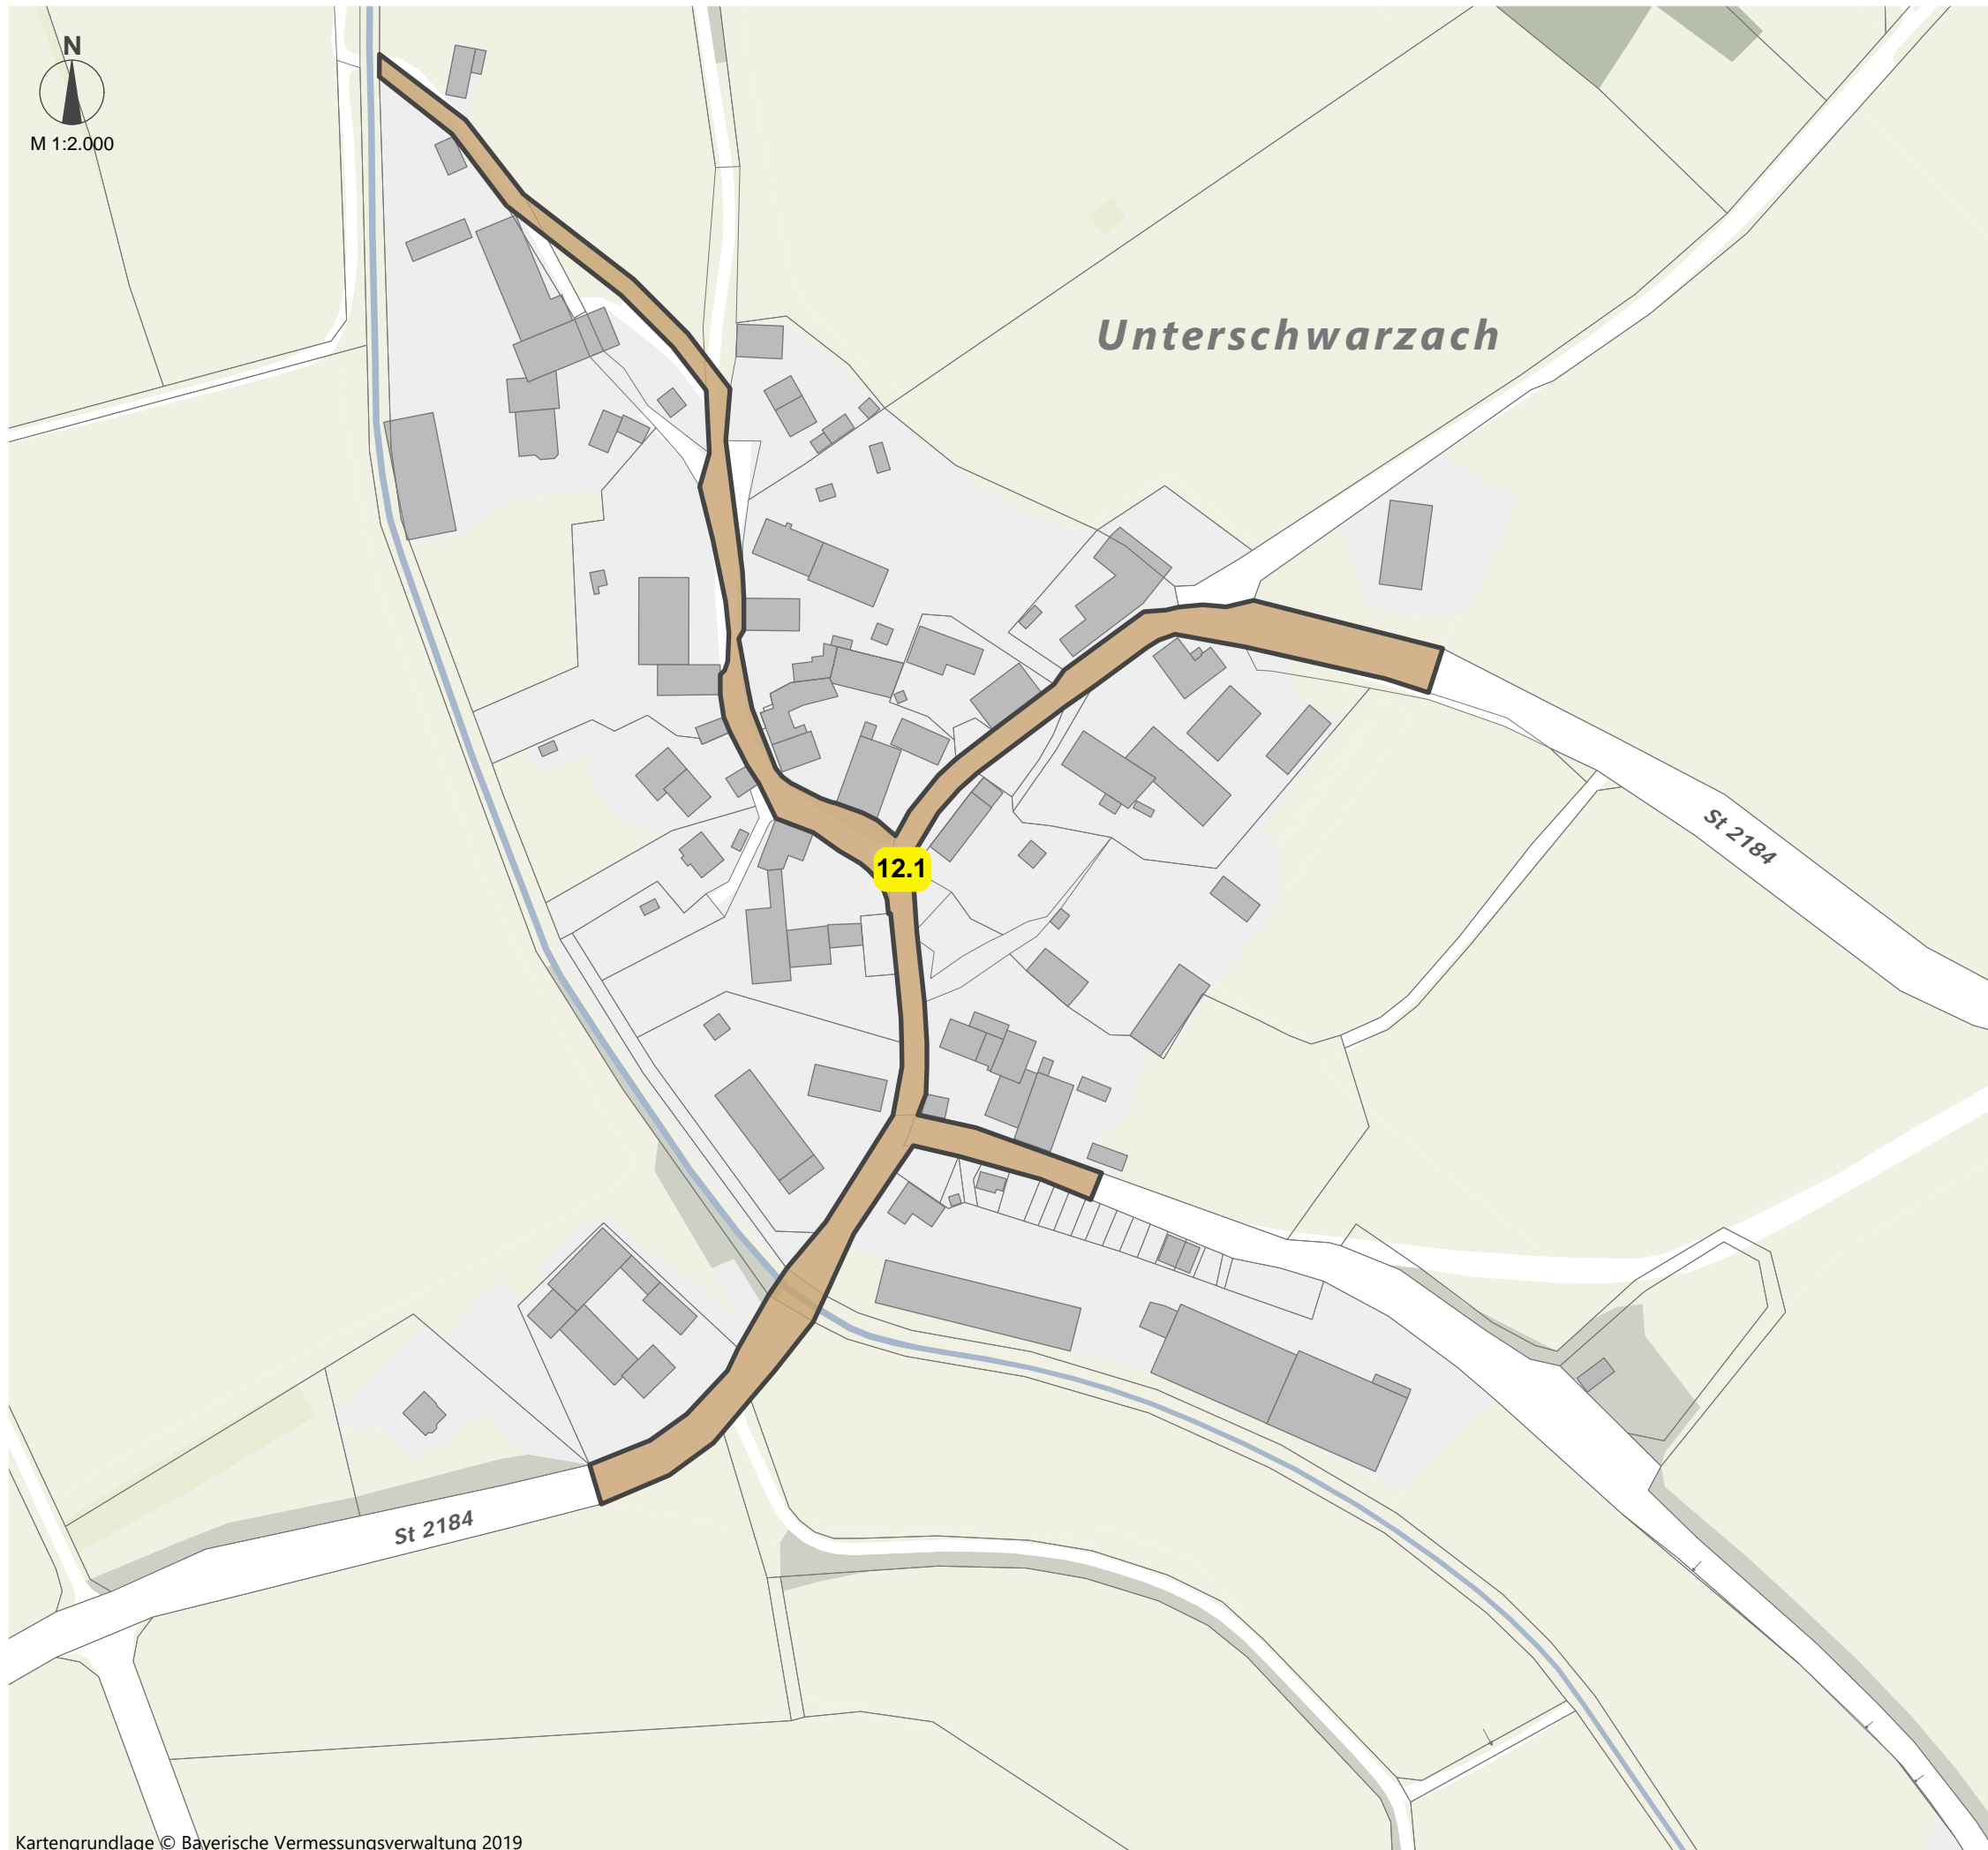 N
M 1:2.000
Unterschwarzach
St 2184
12.1
St 2184
Kartengrundlage © Bayerische Vermessungsverwaltung 2019